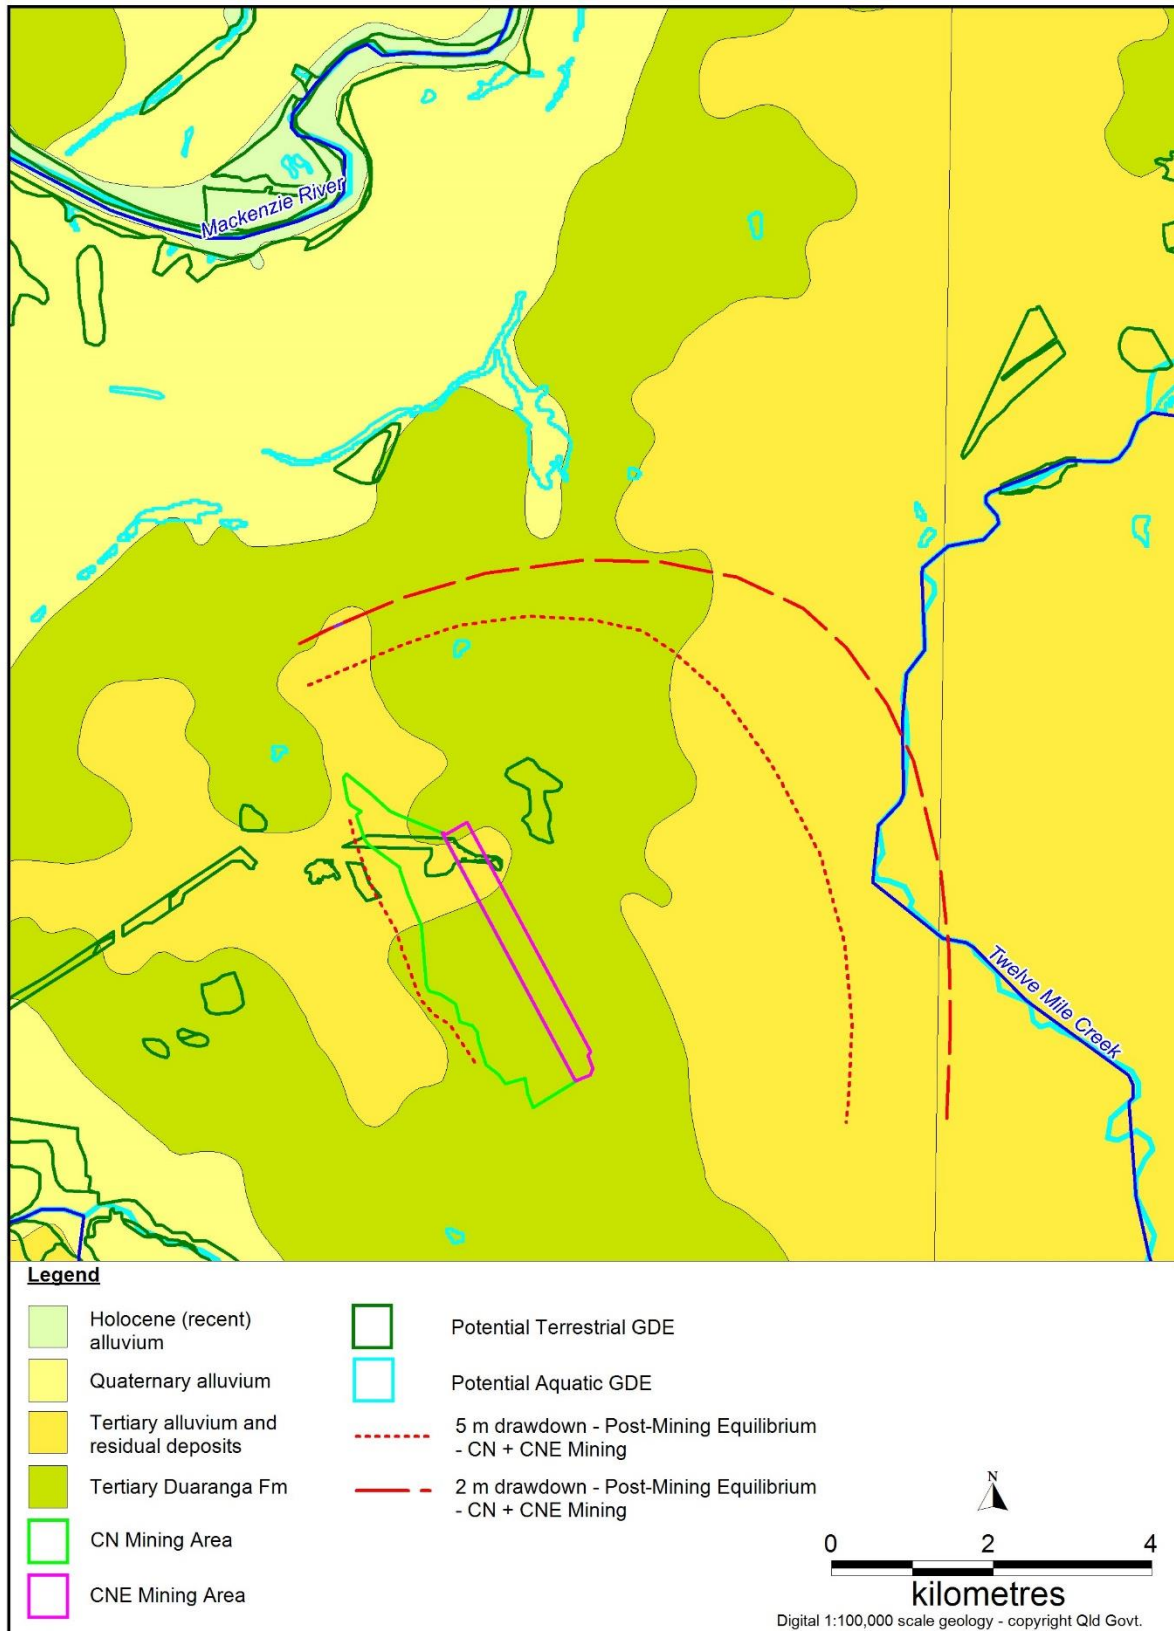 Mackenzie River
Twelve Mile Creek
Legend
Holocene (recent)
alluvium
Quaternary alluvium
Tertiary alluvium and
residual deposits
Tertiary Duaranga Fm
CN Mining Area
CNE Mining Area
Potential Terrestrial GDE
Potential Aquatic GDE
5 m drawdown - Post-Mining Equilibrium
- CN + CNE Mining
2 m drawdown - Post-Mining Equilibrium
- CN + CNE Mining
N
0 2 4
kilometres
Digital 1:100,000 scale geology - copyright Qld Govt.